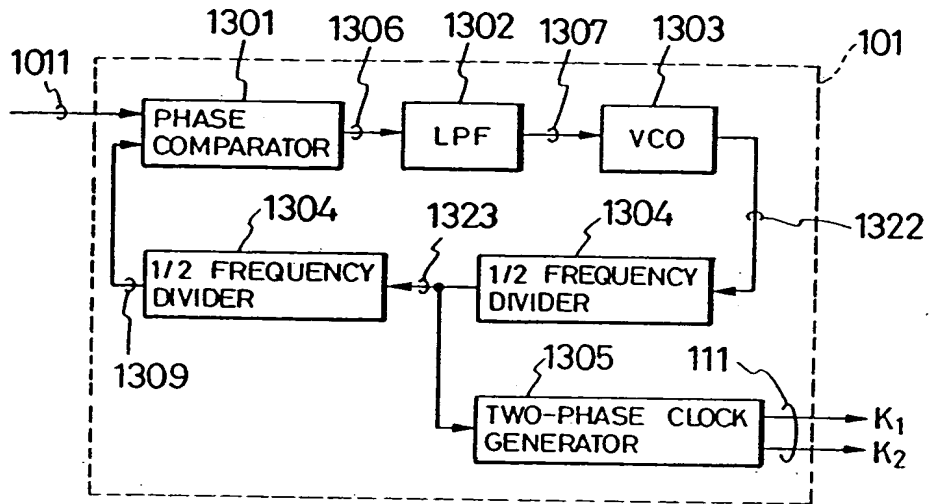 1301
1306
1302
1307
1303
101
1011
PHASE
COMPARATOR
LPF
VCO
1304
1323
1304
1322
1/2 FREQUENCY
DIVIDER
1/2 FREQUENCY
DIVIDER
1309
1305
111
TWO-PHASE CLOCK
GENERATOR
K1
K2